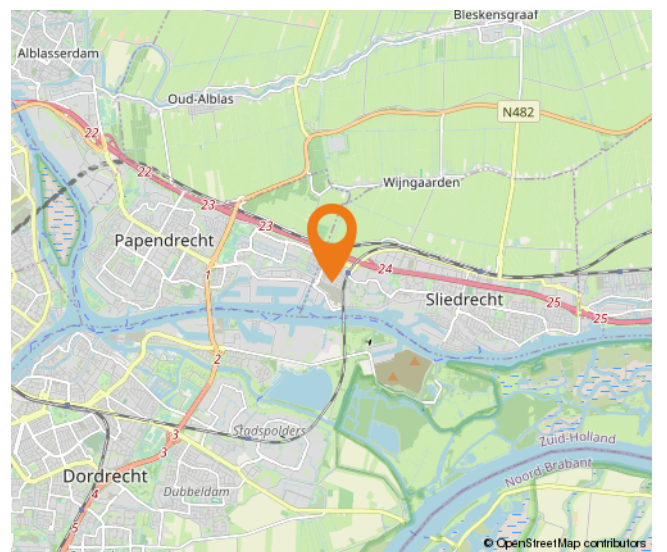 Bleskensgraaf
Alblasserdam
Oud-Alblas
N482
22
22
Wijngaarden
23
23
Papendrecht
24
1
Sliedrecht
25
25
2
Stadspolders
3
3
Zuid-Holland
Noord-Brabant
Dordrecht
Dubbeldam
4
5
© OpenStreetMap contributors